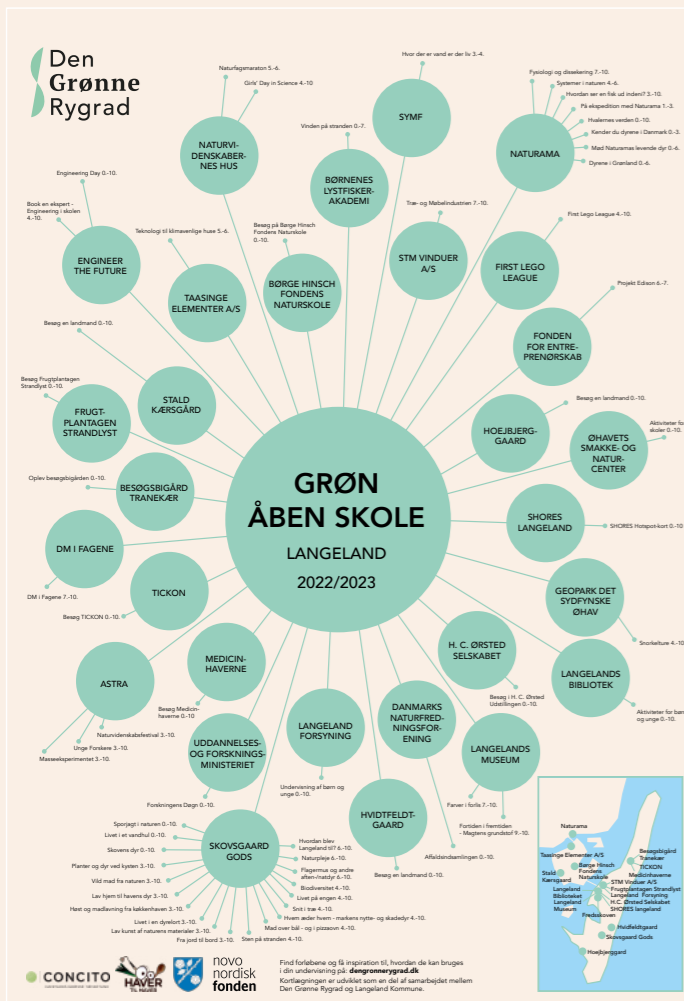 Den
Grønne
Rygrad
Naturfagsmaraton 5.-6.
Girls' Day in Science 4.-10
NATURVI-
DENSKABER-
NES HUS
Hvor der er vand er der liv 3.-4.
SYMF
Vinden på stranden 0.-7.
BØRNENES
LYSTFISKER-
AKADEMI
Fysiologi og dissekering 7.-10.
Systemer i naturen 4.-6.
Hvordan ser en fisk ud indeni? 3.-10.
På ekspedition med Naturama 1.-3.
Hvalernes verden 0.-10.
Kender du dyrene i Danmark 0.-3.
Mød Naturamas levende dyr 0.-6.
Dyrene i Grønland 0.-6.
NATURAMA
Engineering Day 0.-10.
Book en ekspert -
Engineering i skolen
4.-10.
ENGINEER
THE FUTURE
Teknologi til klimavenlige huse 5.-6.
TAASINGE
ELEMENTER A/S
Besøg på Børge Hinsch
Fondens Naturskole
0.-10.
BØRGE HINSCH
FONDENS
NATURSKOLE
Træ- og Møbelindustrien 7.-10.
STM VINDUER
A/S
First Lego League 4.-10.
FIRST LEGO
LEAGUE
Projekt Edison 6.-7.
FONDEN
FOR ENTRE-
PRENØRSKAB
Besøg en landmand 0.-10.
STALD
KÆRSGÅRD
Besøg Frugtplantagen
Strandlyst 0.-10.
FRUGT-
PLANTAGEN
STRANDLYST
Besøg en landmand 0.-10.
HOEJBJERG-
GAARD
Aktiviteter for
skoler 0.-10.
ØHAVETS
SMAKKE- OG
NATUR-
CENTER
Oplev besøgsbigården 0.-10.
BESØGSBIGÅRD
TRANEKÆR
GRØN
ÅBEN SKOLE
LANGELAND
2022/2023
SHORES
LANGELAND
SHORES Hotspot-kort 0.-10
DM I FAGENE
DM i Fagene 7.-10.
TICKON
Besøg TICKON 0.-10.
GEOPARK DET
SYDFYNSKE
ØHAV
Snorkelture 4.-10
ASTRA
Naturvidenskabsfestival 3.-10.
Unge Forskere 3.-10.
Masseeksperimentet 3.-10.
MEDICIN-
HAVERNE
Besøg Medicin-
haverne 0.-10
H. C. ØRSTED
SELSKABET
Besøg i H. C. Ørsted
Udstillingen 0.-10.
LANGELANDS
BIBLIOTEK
Aktiviteter for børn
og unge 0.-10.
UDDANNELSES-
OG FORSKNINGS-
MINISTERIET
Forskningens Døgn 0.-10.
LANGELAND
FORSYNING
Undervisning af børn og
unge 0.-10.
DANMARKS
NATURFRED-
NINGSFOR-
ENING
Affaldsindsamlingen 0.-10.
LANGELANDS
MUSEUM
Farver i forlis 7.-10.
Fortiden i fremtiden
- Magtens grundstof 9.-10.
HVIDTFELDT-
GAARD
Besøg en landmand 0.-10.
SKOVSGAARD
GODS
Sporjagt i naturen 0.-10.
Livet i et vandhul 0.-10.
Skovens dyr 0.-10.
Planter og dyr ved kysten 3.-10.
Vild mad fra naturen 3.-10.
Lav hjem til havens dyr 3.-10.
Høst og madlavning fra køkkenhaven 3.-10.
Livet i en dyrelort 3.-10.
Lav kunst af naturens materialer 3.-10.
Fra jord til bord 3.-10.
Sten på stranden 4.-10.
Mad over bål - og i pizzaovn 4.-10.
Hvem æder hvem - markens nytte- og skadedyr 4.-10.
Snit i træ 4.-10.
Livet på engen 4.-10.
Biodiversitet 4.-10.
Flagermus og andre
aften-/natdyr 6.-10.
Naturpleje 6.-10.
Hvordan blev
Langeland til? 6.-10.
Naturama
Taasinge Elementer A/S
Stald
Kærsgaard
Børge Hinsch
Fondens
Naturskole
Besøgsbigård
Tranekær
TICKON
Medicinhaverne
STM Vinduer A/S
Frugtplantagen Strandlyst
Langeland Forsyning
H.C. Ørsted Selskabet
SHORES langeland
Langeland
Biblioteket
Langeland
Museum
Fredsskoven
Hvidfeldtgaard
Skovsgaard Gods
Hoejbjerggard
CONCITO
HAVER
TIL MAVER
novo
nordisk
fonden
Find forløbene og få inspiration til, hvordan de kan bruges
i din undervisning på: dengronnerygrad.dk
Kortlægningen er udviklet som en del af samarbejdet mellem
Den Grønne Rygrad og Langeland Kommune.